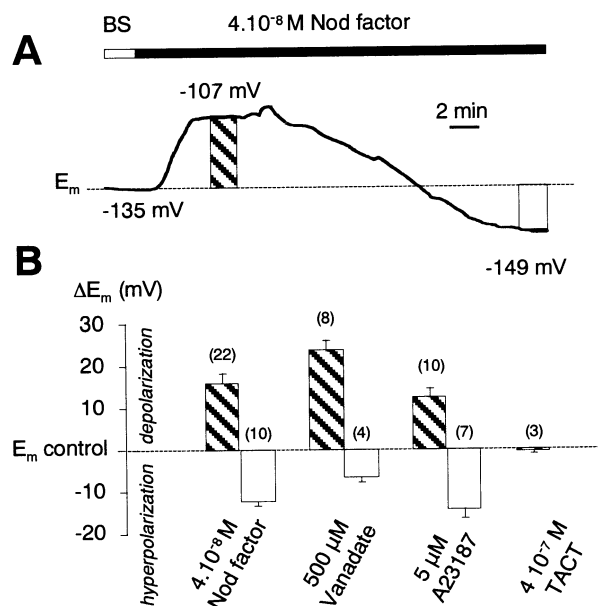 BS
4.10⁻⁸ M Nod factor
A
-107 mV
2 min
Eₘ
-135 mV
-149 mV
B
ΔEₘ (mV)
30
20
10
Eₘ control
-10
-20
depolarization
hyperpolarization
(22)
(10)
(8)
(4)
(10)
(7)
(3)
4.10⁻⁸ M
Nod factor
500 µM
Vanadate
5 µM
A23187
4 10⁻⁷ M
TACT